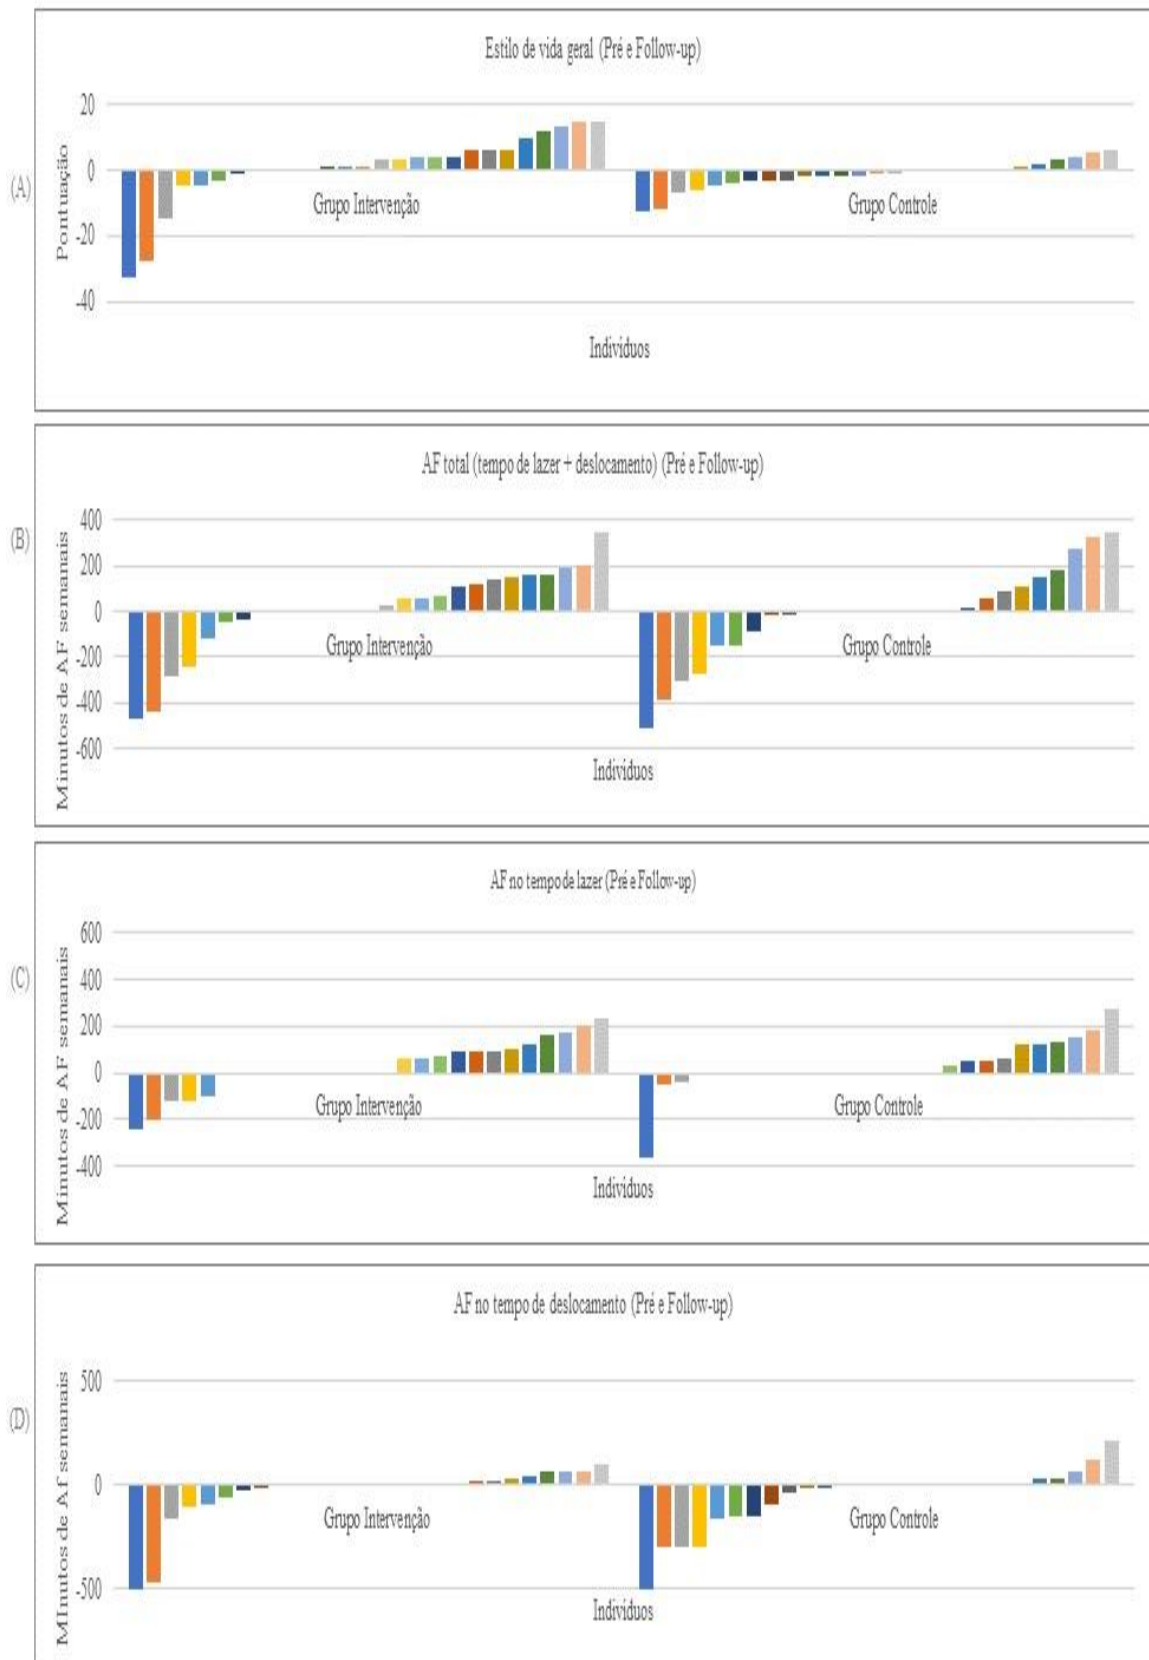 Estilo de vida geral (Pré e Follow-up)
20
0
-20
-40
Pontuação
(A)
Grupo Intervenção
Grupo Controle
Indivíduos
AF total (tempo de lazer + deslocamento) (Pré e Follow-up)
400
200
0
-200
-400
-600
Minutos de AF semanais
(B)
Grupo Intervenção
Grupo Controle
Indivíduos
AF no tempo de lazer (Pré e Follow-up)
600
400
200
0
-200
-400
Minutos de AF semanais
(C)
Grupo Intervenção
Grupo Controle
Indivíduos
AF no tempo de deslocamento (Pré e Follow-up)
500
0
-500
MInutos de Af semanais
(D)
Grupo Intervenção
Grupo Controle
Indivíduos